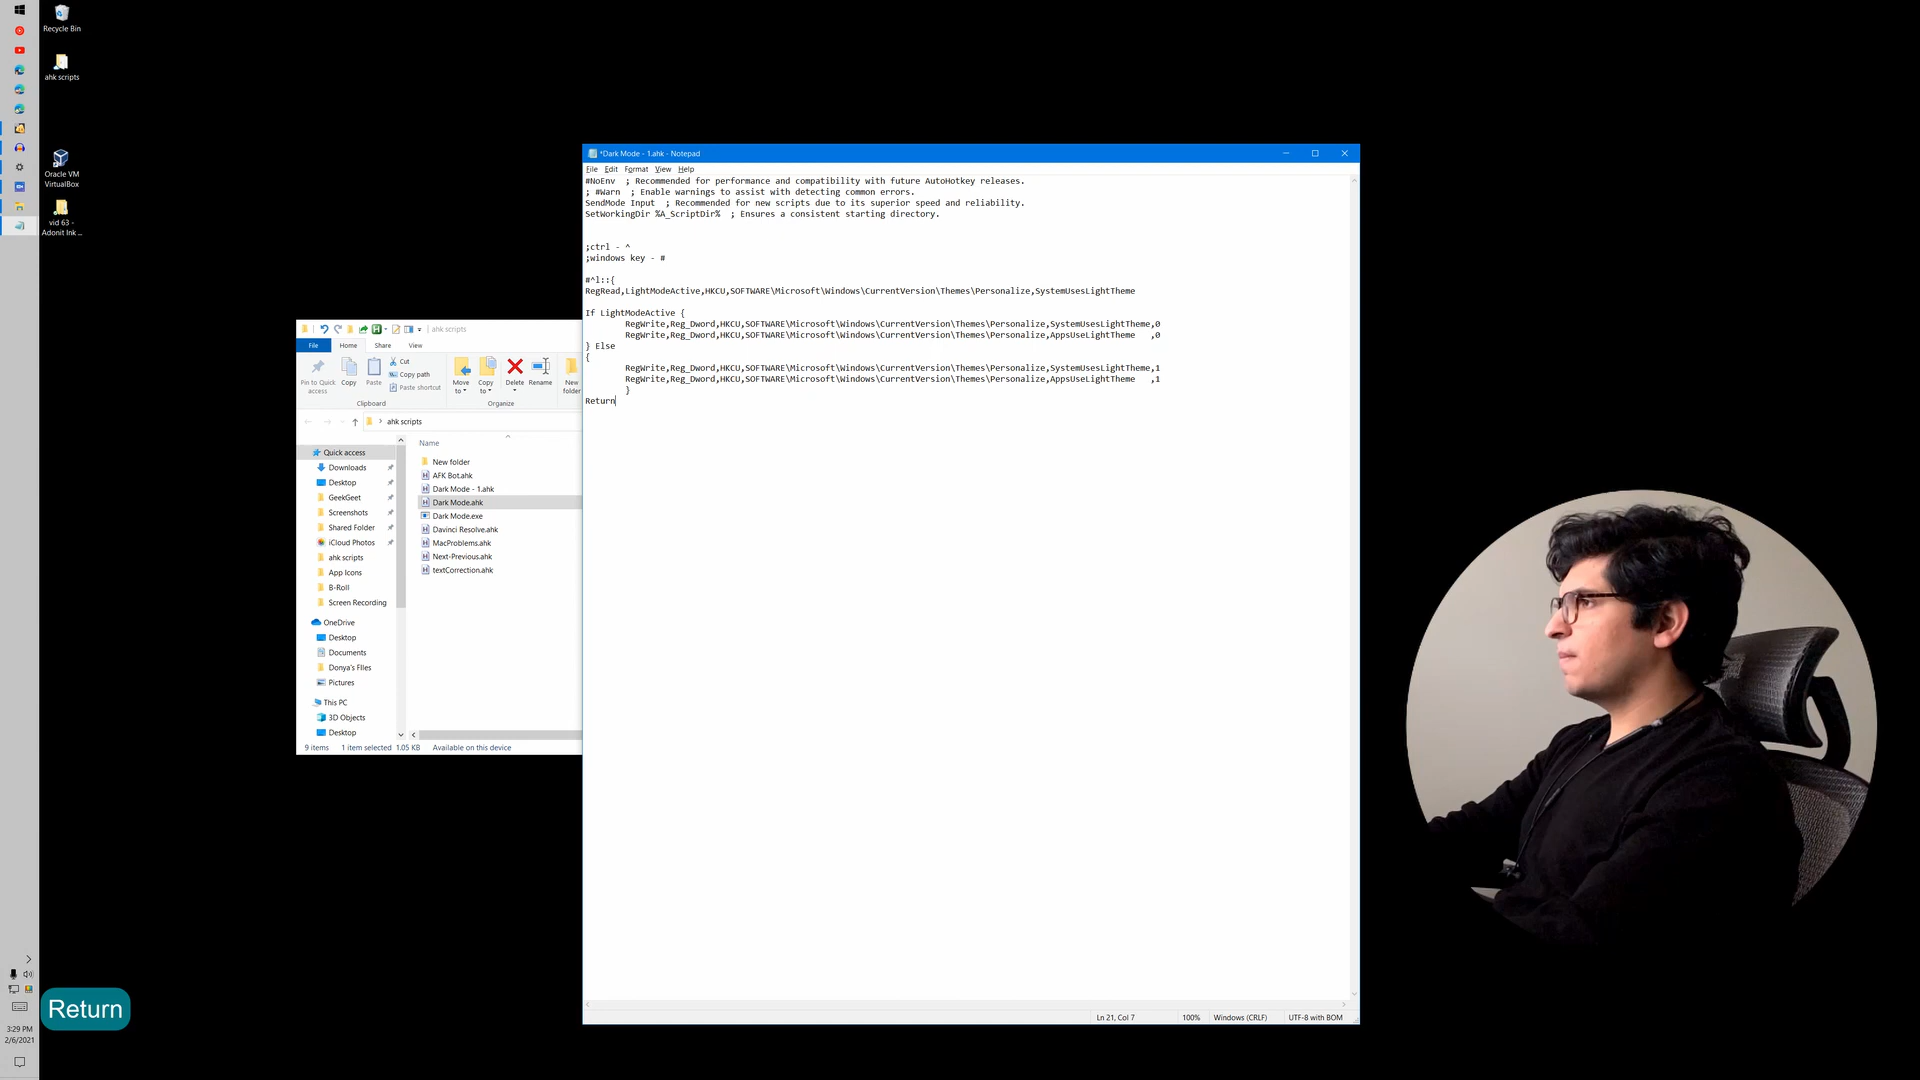 Recycle Bin
ahk scripts
Oracle VM
VirtualBox
vid 63 -
Adonit Ink ...
*Dark Mode - 1.ahk - Notepad
File Edit Format View Help
#NoEnv  ; Recommended for performance and compatibility with future AutoHotkey releases.
; #Warn  ; Enable warnings to assist with detecting common errors.
SendMode Input  ; Recommended for new scripts due to its superior speed and reliability.
SetWorkingDir %A_ScriptDir%  ; Ensures a consistent starting directory.
;ctrl - ^
;windows key - #
#^l::{
RegRead,LightModeActive,HKCU,SOFTWARE\Microsoft\Windows\CurrentVersion\Themes\Personalize,SystemUsesLightTheme
If LightModeActive {
RegWrite,Reg_Dword,HKCU,SOFTWARE\Microsoft\Windows\CurrentVersion\Themes\Personalize,SystemUsesLightTheme,0
RegWrite,Reg_Dword,HKCU,SOFTWARE\Microsoft\Windows\CurrentVersion\Themes\Personalize,AppsUseLightTheme   ,0
} Else
{
RegWrite,Reg_Dword,HKCU,SOFTWARE\Microsoft\Windows\CurrentVersion\Themes\Personalize,SystemUsesLightTheme,1
RegWrite,Reg_Dword,HKCU,SOFTWARE\Microsoft\Windows\CurrentVersion\Themes\Personalize,AppsUseLightTheme   ,1
}
Return
Ln 21, Col 7 100% Windows (CRLF) UTF-8 with BOM
ahk scripts
File Home Share View
Pin to Quick access
Copy
Paste
Cut
Copy path
Paste shortcut
Move to
Copy to
Delete
Rename
New folder
Clipboard
Organize
ahk scripts
Name
Quick access
Downloads
Desktop
GeekGeet
Screenshots
Shared Folder
iCloud Photos
ahk scripts
App Icons
B-Roll
Screen Recording
OneDrive
Desktop
Documents
Donya's FIles
Pictures
This PC
3D Objects
Desktop
New folder
AFK Bot.ahk
Dark Mode - 1.ahk
Dark Mode.ahk
Dark Mode.exe
Davinci Resolve.ahk
MacProblems.ahk
Next-Previous.ahk
textCorrection.ahk
9 items 1 item selected 1.05 KB Available on this device
Return
3:29 PM
2/6/2021